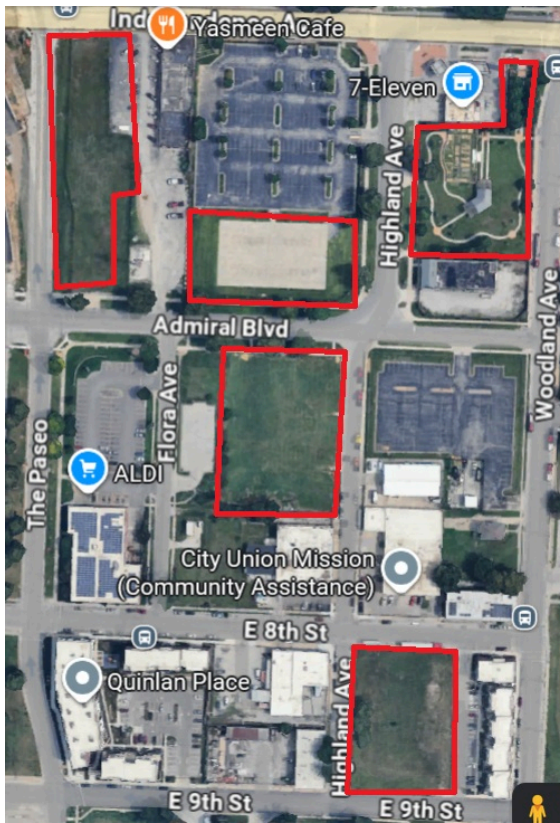 Independence A
Yasmeen Cafe
7-Eleven
Highland Ave
Woodland Ave
Admiral Blvd
Flora Ave
The Paseo
ALDI
City Union Mission
(Community Assistance)
E 8th St
Quinlan Place
Highland Ave
E 9th St
E 9th St